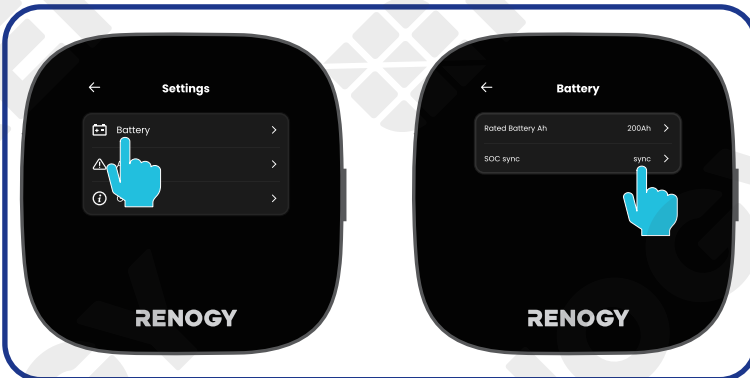 Settings
Battery
RENOGY
Battery
Rated Battery Ah 200Ah
SOC sync sync
RENOGY